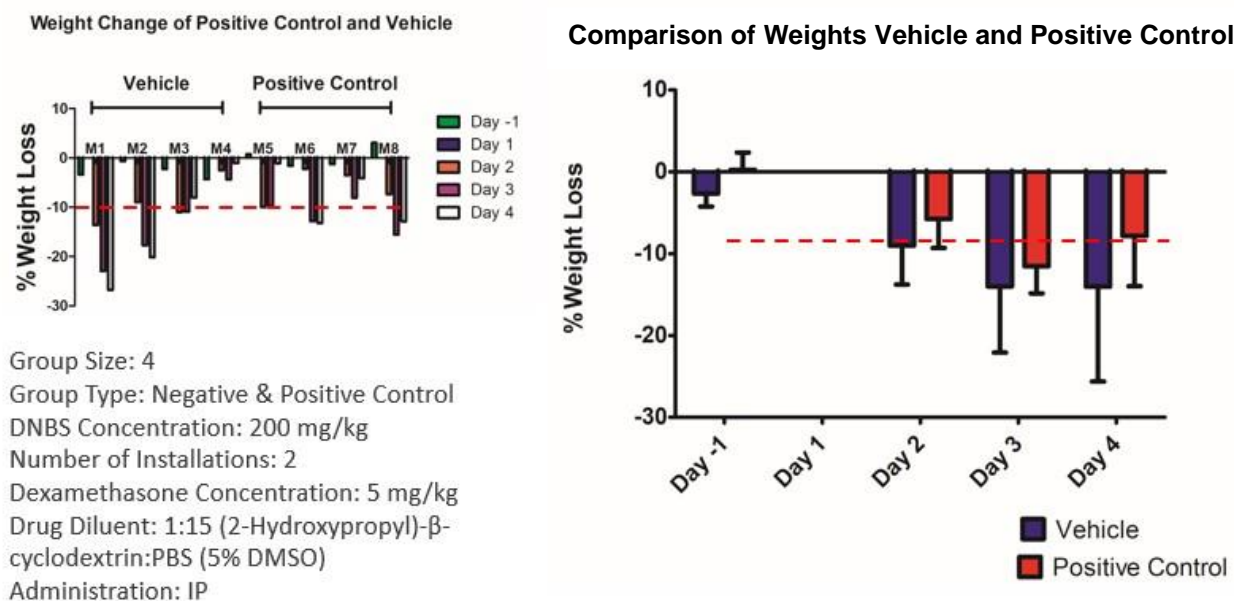 Weight Change of Positive Control and Vehicle
Vehicle Positive Control
% Weight Loss
10
0
-10
-20
-30
M1 M2 M3 M4 M5 M6 M7 M8
Day -1
Day 1
Day 2
Day 3
Day 4
Group Size: 4
Group Type: Negative & Positive Control
DNBS Concentration: 200 mg/kg
Number of Installations: 2
Dexamethasone Concentration: 5 mg/kg
Drug Diluent: 1:15 (2-Hydroxypropyl)-β-
cyclodextrin:PBS (5% DMSO)
Administration: IP
Comparison of Weights Vehicle and Positive Control
% Weight Loss
10
0
-10
-20
-30
Day -1 Day 1 Day 2 Day 3 Day 4
Vehicle
Positive Control